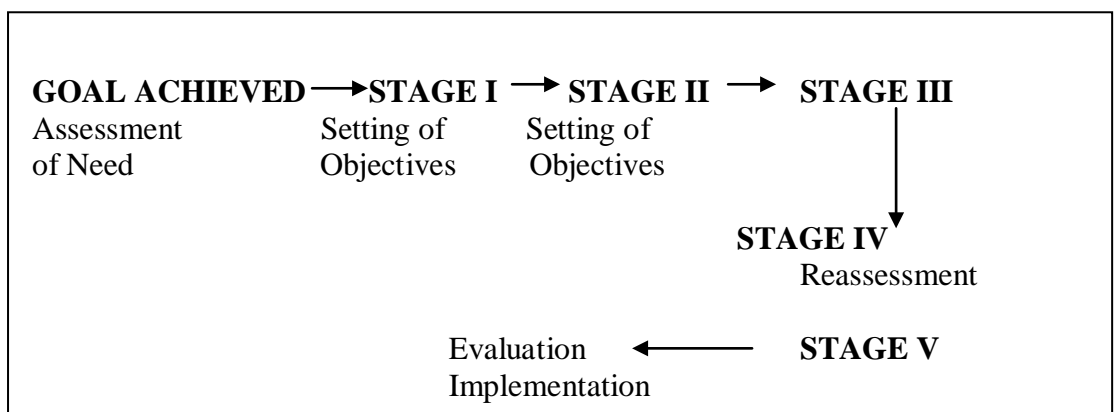 GOAL ACHIEVED STAGE I STAGE II STAGE III
Assessment Setting of Setting of
of Need Objectives Objectives
STAGE IV
Reassessment
Evaluation STAGE V
Implementation